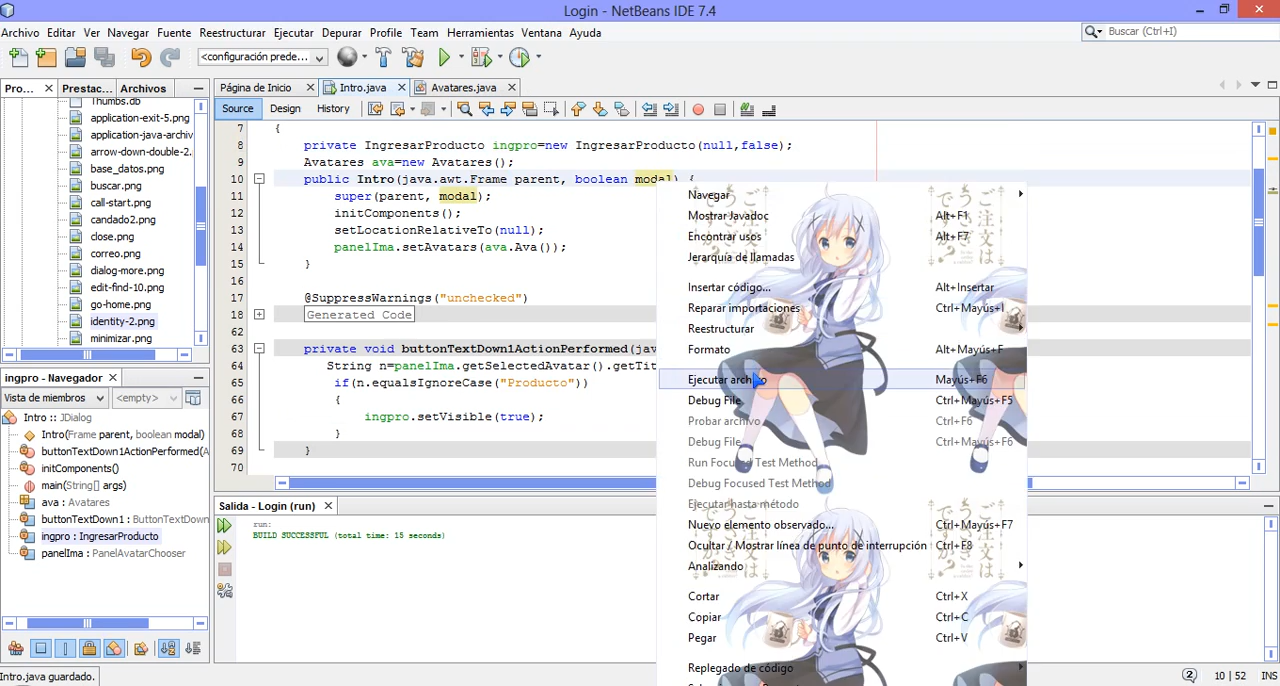 Login - NetBeans IDE 7.4
Archivo Editar Ver Navegar Fuente Reestructurar Ejecutar Depurar Profile Team Herramientas Ventana Ayuda
Buscar (Ctrl+I)
<configuración prede...
Pro... Prestac... Archivos
Página de Inicio Intro.java Avatares.java
Source Design History
Thumbs.db
application-exit-5.png
application-java-archiv
arrow-down-double-2.
base_datos.png
buscar.png
call-start.png
candado2.png
close.png
correo.png
dialog-more.png
edit-find-10.png
go-home.png
identity-2.png
minimizar.png
7 {
8 private IngresarProducto ingpro=new IngresarProducto(null,false);
9 Avatares ava=new Avatares();
10 public Intro(java.awt.Frame parent, boolean modal) {
11 super(parent, modal);
12 initComponents();
13 setLocationRelativeTo(null);
14 panelIma.setAvatars(ava.Ava());
15 }
16
17 @SuppressWarnings("unchecked")
18 Generated Code
62
63 private void buttonTextDown1ActionPerformed(jav
64 String n=panelIma.getSelectedAvatar().getTit
65 if(n.equalsIgnoreCase("Producto"))
66 {
67 ingpro.setVisible(true);
68 }
69 }
70
Navegar
Mostrar Javadoc Alt+F1
Encontrar usos Alt+F7
Jerarquía de llamadas
Insertar código... Alt+Insertar
Reparar importaciones Ctrl+Mayús+I
Reestructurar
Formato Alt+Mayús+F
Ejecutar archivo Mayús+F6
Debug File Ctrl+Mayús+F5
Probar archivo Ctrl+F6
Debug File Ctrl+Mayús+F6
Run Focused Test Method
Debug Focused Test Method
Ejecutar hasta método
Nuevo elemento observado... Ctrl+Mayús+F7
Ocultar / Mostrar línea de punto de interrupción Ctrl+F8
Analizando
Cortar Ctrl+X
Copiar Ctrl+C
Pegar Ctrl+V
Replegado de código
ご注文は
うさぎですか?
ingpro - Navegador
Vista de miembros <empty>
Intro :: JDialog
Intro(Frame parent, boolean modal)
buttonTextDown1ActionPerformed(A
initComponents()
main(String[] args)
ava : Avatares
buttonTextDown1 : ButtonTextDown
ingpro : IngresarProducto
panelIma : PanelAvatarChooser
Salida - Login (run)
run:
BUILD SUCCESSFUL (total time: 15 seconds)
Intro.java guardado.
2 10 | 52 INS